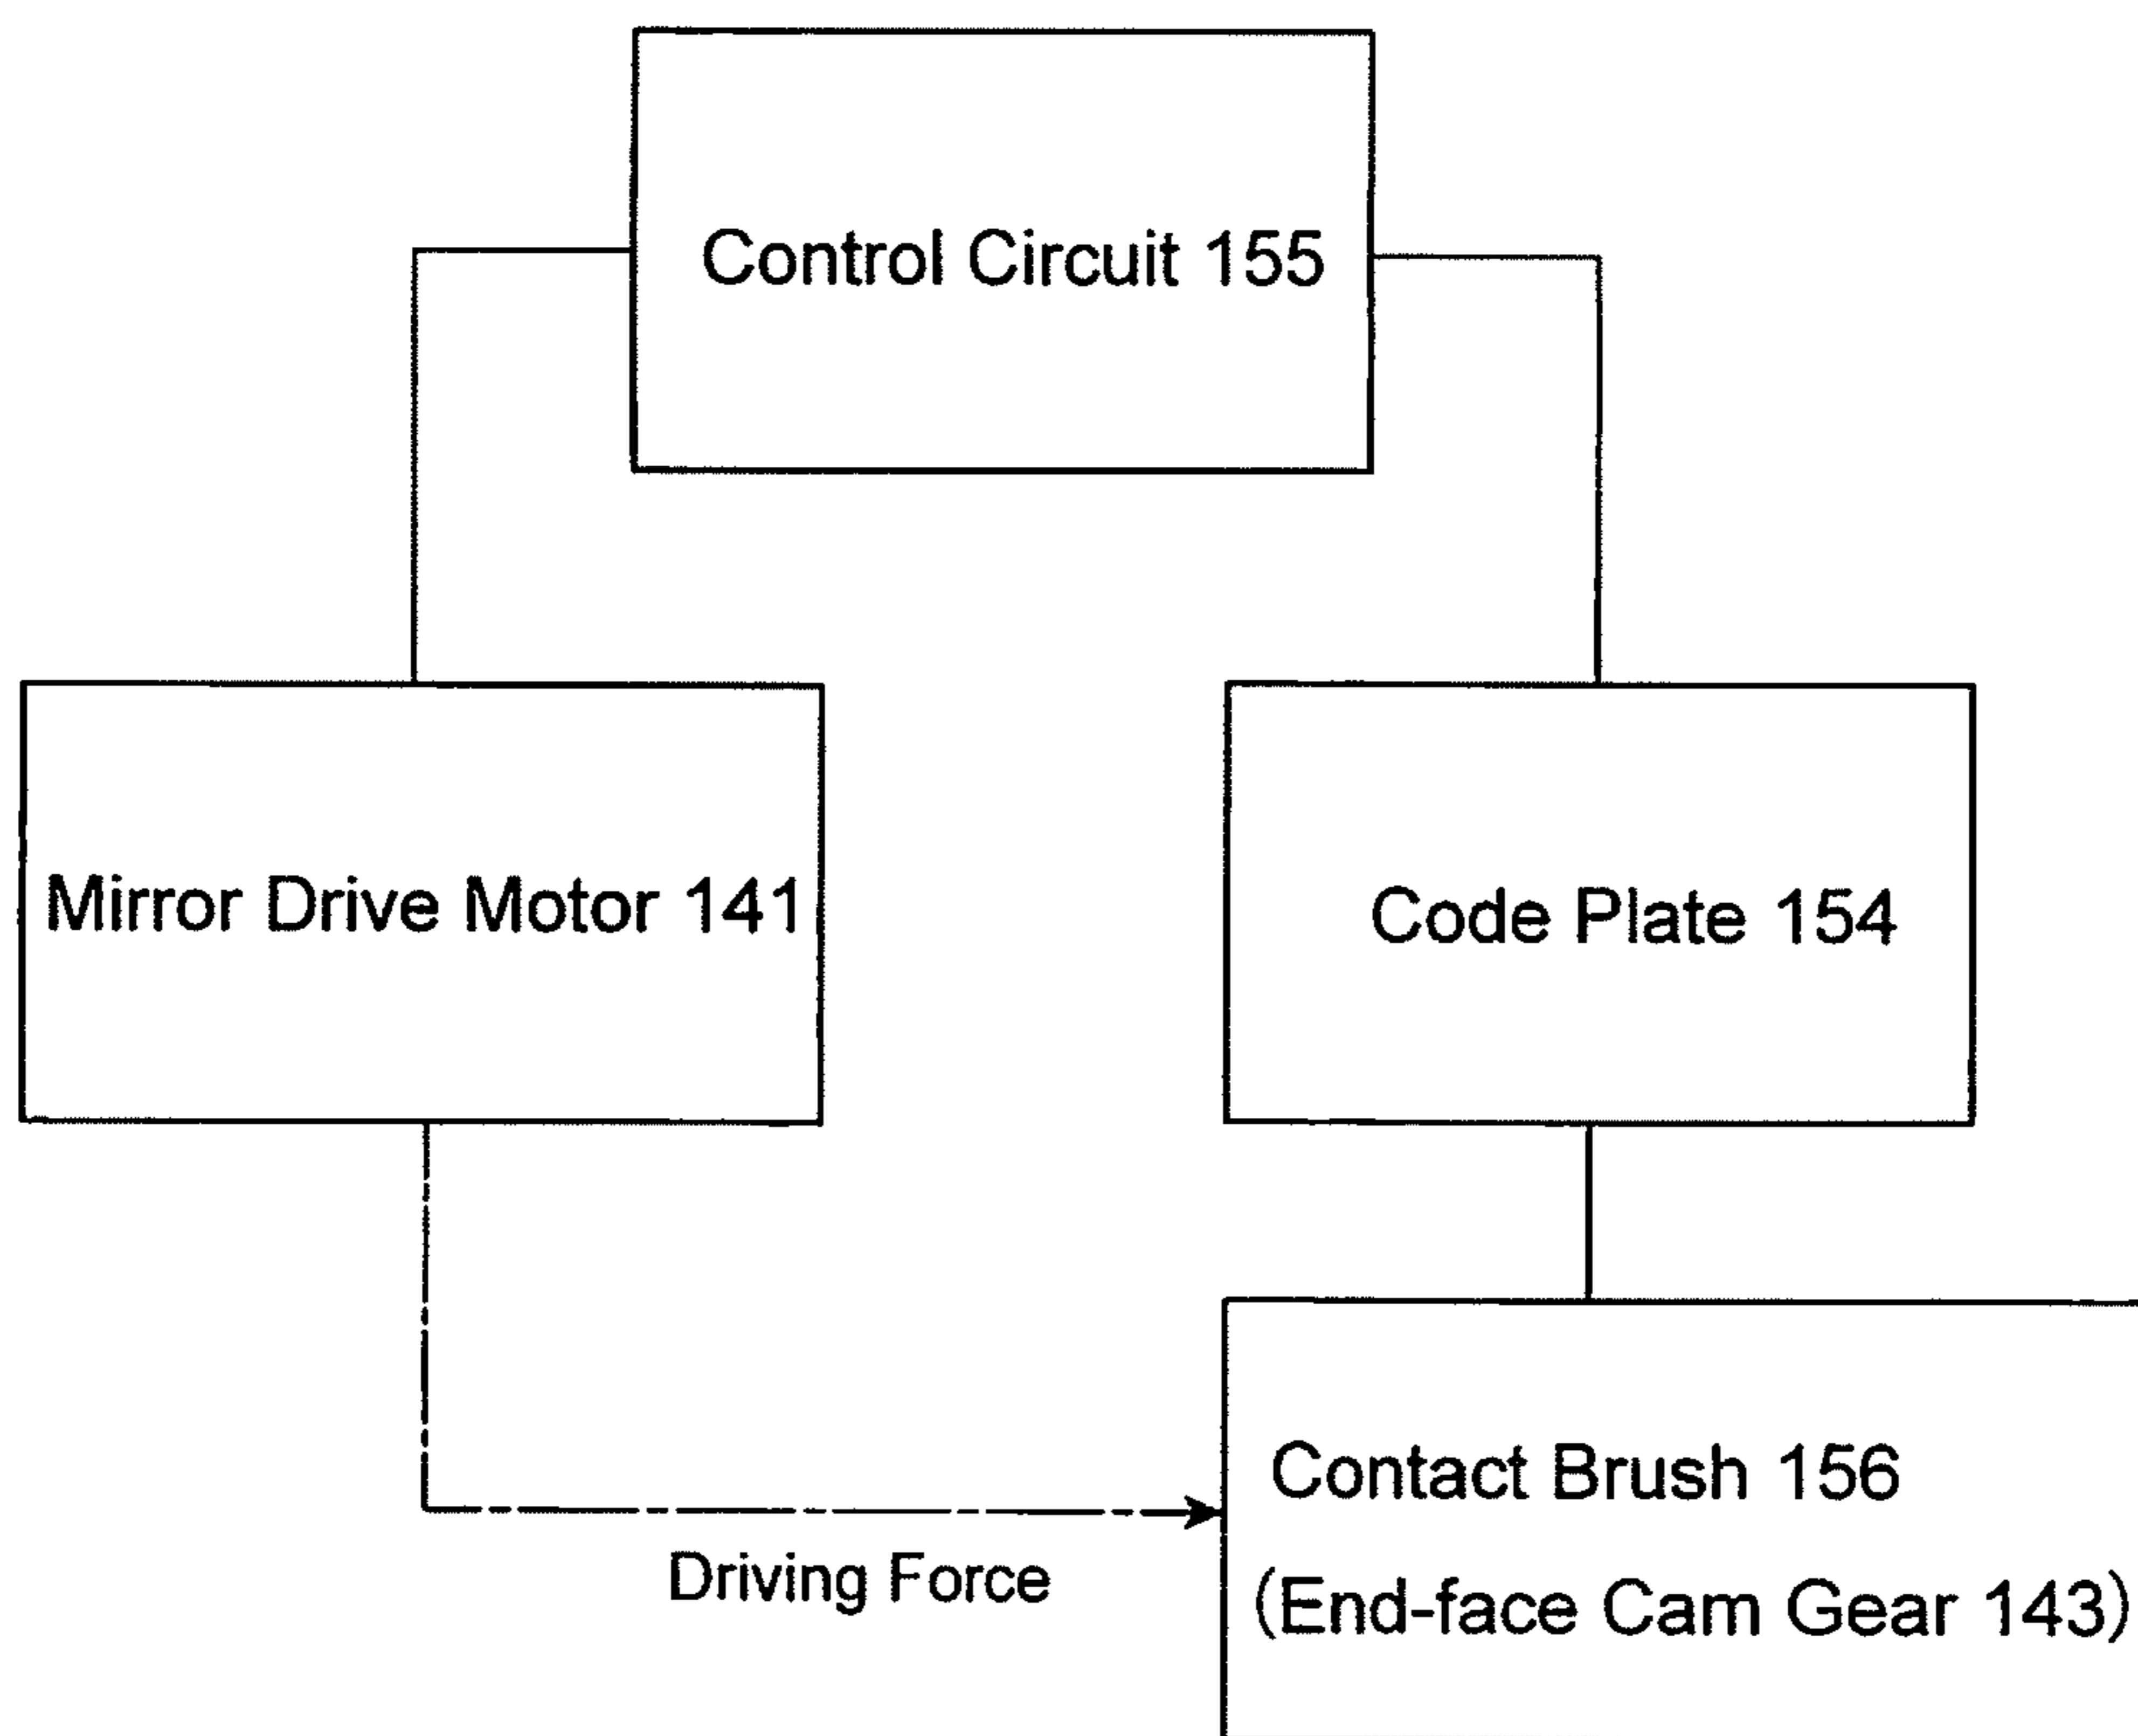 Control Circuit 155
Mirror Drive Motor 141
Code Plate 154
Contact Brush 156
(End-face Cam Gear 143)
Driving Force